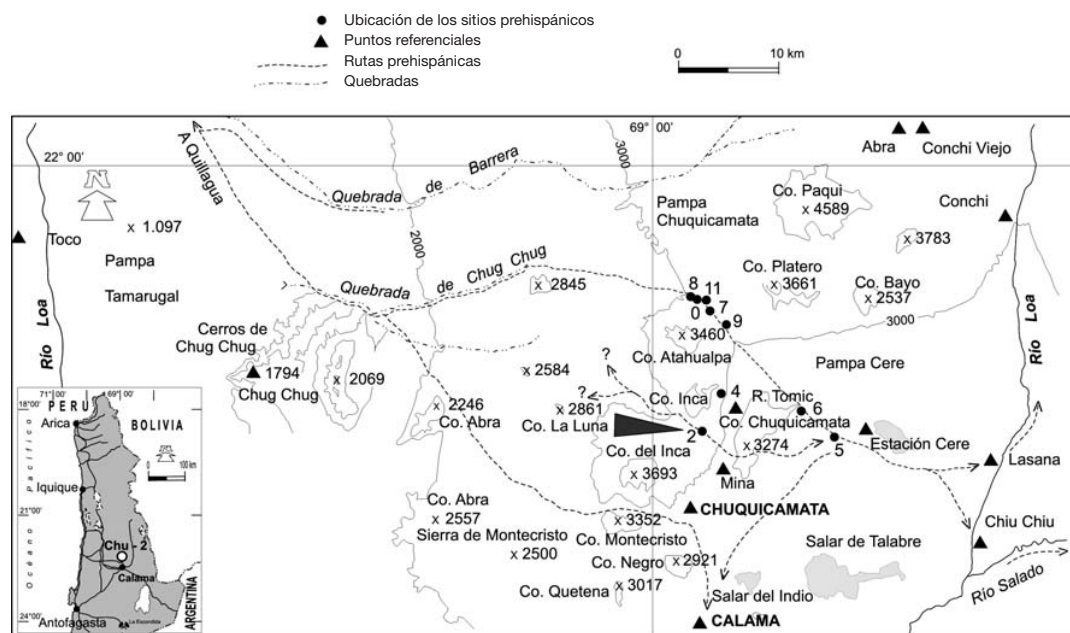 Ubicación de los sitios prehispánicos
Puntos referenciales
Rutas prehispánicas
Quebradas
0 10 km
69° 00'
22° 00'
N
A Quillagua
Quebrada de Barrera
3000
Abra
Conchi Viejo
Pampa
Chuquicamata
Co. Paqui
x 4589
Conchi
x 3783
x 1.097
Toco
Pampa
Tamarugal
2000
Quebrada de Chug Chug
x 2845
8
11
0
7
9
Co. Platero
x 3661
Co. Bayo
x 2537
3000
Río Loa
Río Loa
Cerros de
Chug Chug
1794
Chug Chug
x 2069
x 3460
Co. Atahualpa
Pampa Cere
x 2584
?
?
x 2861
Co. La Luna
x 2246
Co. Abra
Co. Inca
4
R. Tomic
Co. Chuquicamata
x 3274
2
6
5
Estación Cere
Lasana
Co. del Inca
x 3693
Mina
CHUQUICAMATA
Co. Abra
x 2557
Sierra de Montecristo
x 2500
x 3352
Co. Montecristo
Co. Negro
x 2921
Co. Quetena
x 3017
Salar de Talabre
Salar del Indio
CALAMA
Chiu Chiu
Río Salado
71°00'
69°00'
18°00'
PERU
Arica
BOLIVIA
0 100 km
Iquique
21°00'
Océano Pacífico
Chu - 2
Calama
Antofagasta
La Escondida
24°00'
ARGENTINA